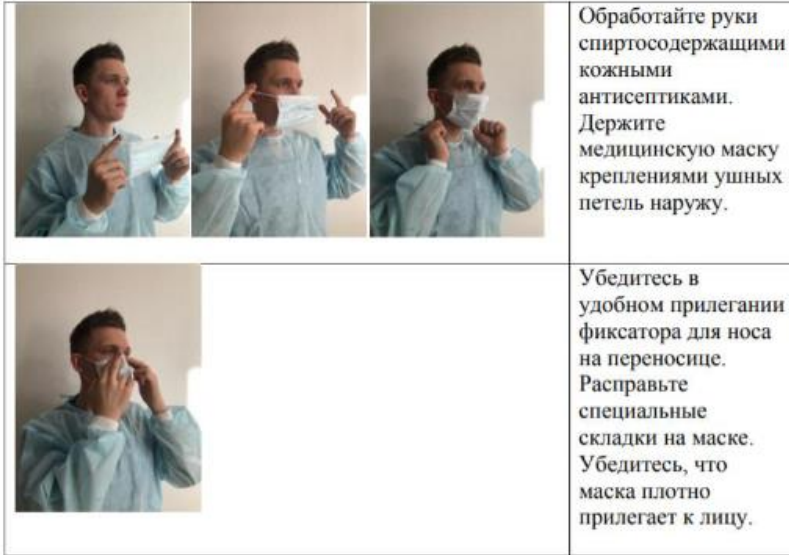 Обработайте руки
спиртосодержащими
кожными
антисептиками.
Держите
медицинскую маску
креплениями ушных
петель наружу.
Убедитесь в
удобном прилегании
фиксатора для носа
на переносице.
Расправьте
специальные
складки на маске.
Убедитесь, что
маска плотно
прилегает к лицу.